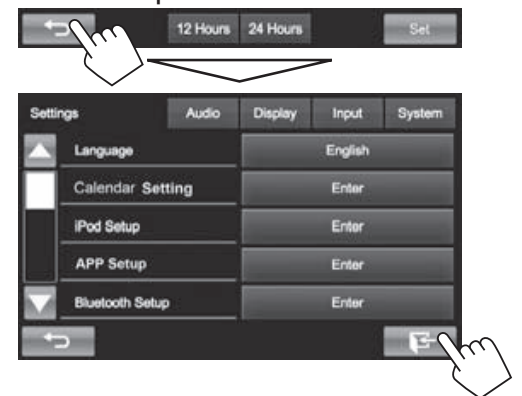 12 Hours 24 Hours Set
Settings Audio Display Input System
Language English
Calendar Setting Enter
iPod Setup Enter
APP Setup Enter
Bluetooth Setup Enter